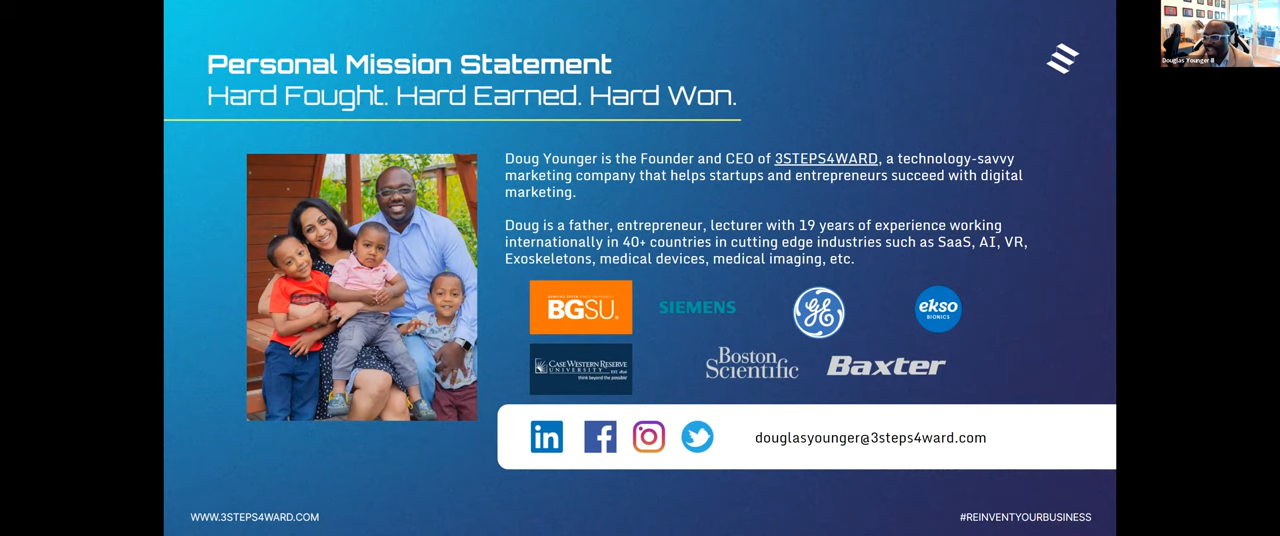 Personal Mission Statement
Hard Fought. Hard Earned. Hard Won.
Douglas Younger II
Doug Younger is the Founder and CEO of 3STEPS4WARD, a technology-savvy
marketing company that helps startups and entrepreneurs succeed with digital
marketing.
Doug is a father, entrepreneur, lecturer with 19 years of experience working
internationally in 40+ countries in cutting edge industries such as SaaS, AI, VR,
Exoskeletons, medical devices, medical imaging, etc.
BGSU.
SIEMENS
GE
ekso
BIONICS
CASE WESTERN RESERVE
UNIVERSITY EST. 1826
think beyond the possible
Boston
Scientific
Baxter
in
f
douglasyounger@3steps4ward.com
WWW.3STEPS4WARD.COM
#REINVENTYOURBUSINESS